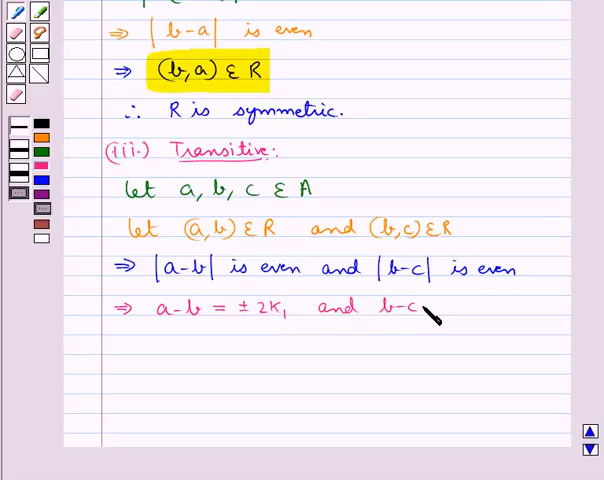 ⇒ |b-a| is even
⇒ (b,a) ε R
∴ R is symmetric.
(iii.) Transitive:
Let a, b, c ε A
let (a,b) ε R and (b,c) ε R
⇒ |a-b| is even and |b-c| is even
⇒ a-b = ± 2K₁ and b-c